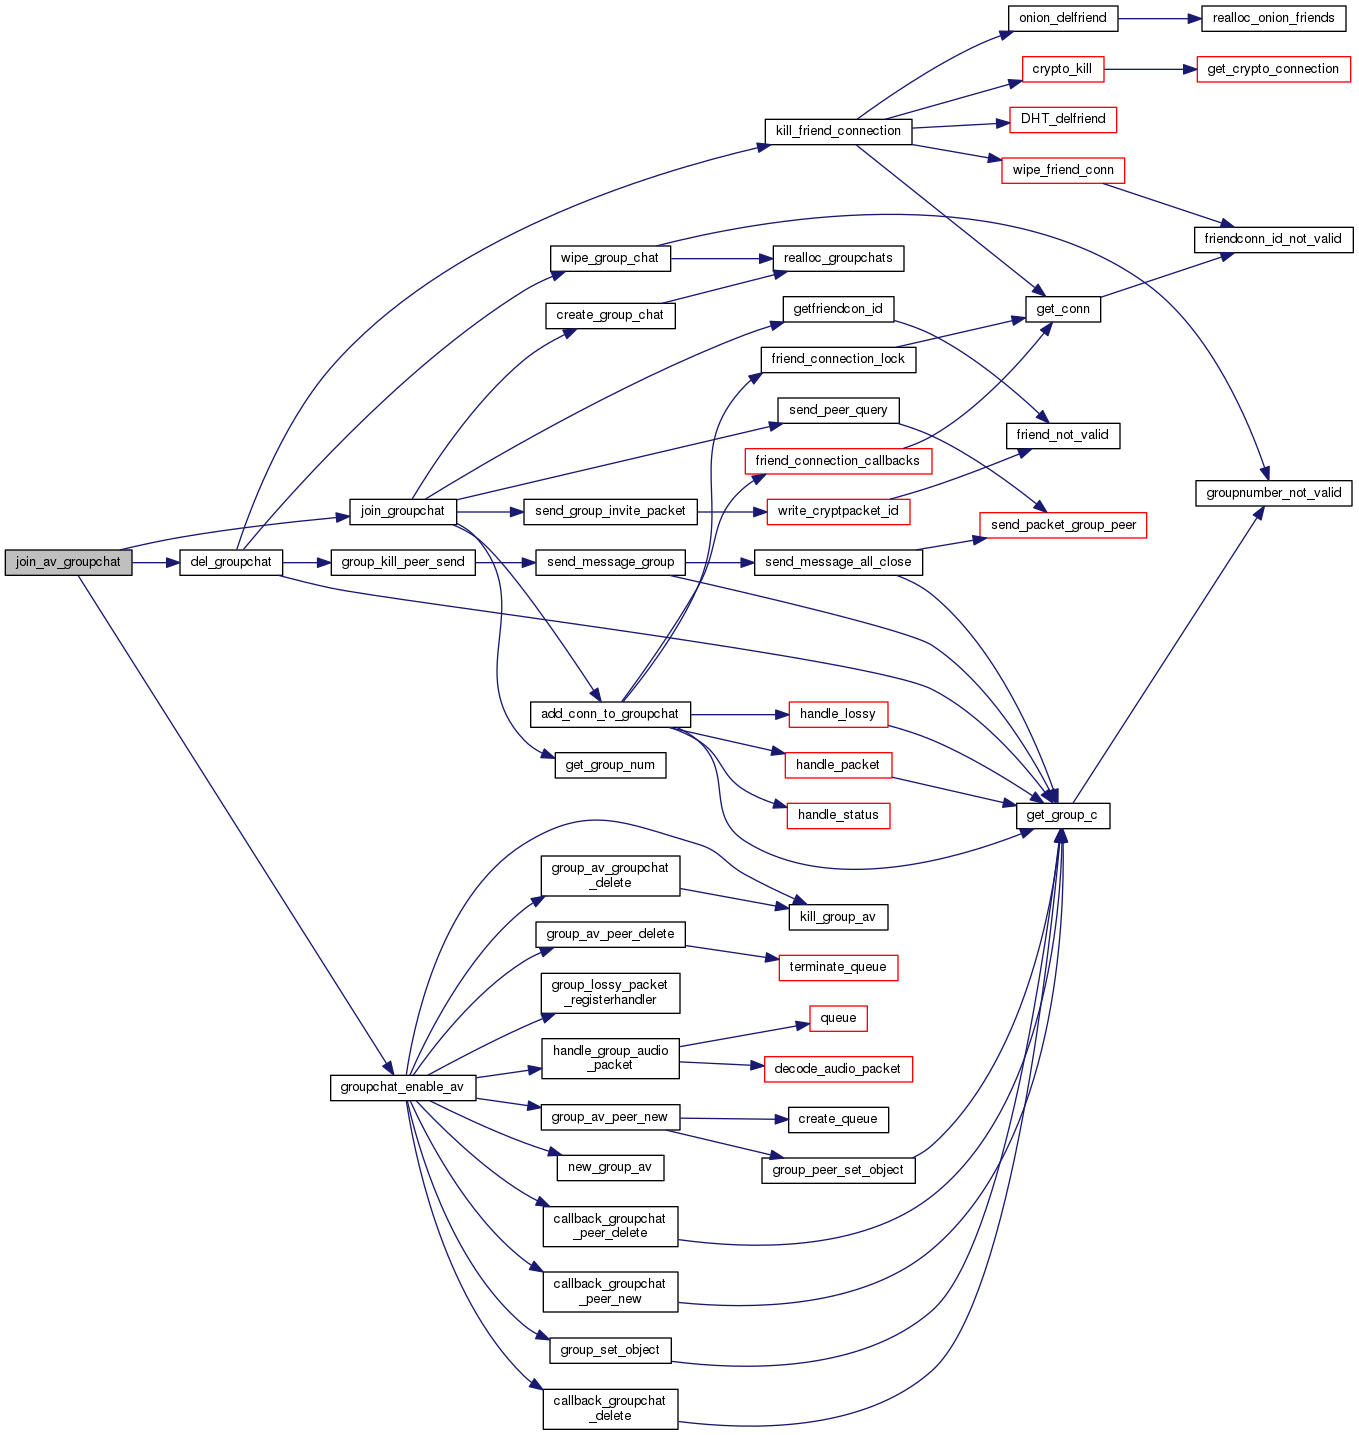 onion_delfriend
realloc_onion_friends
crypto_kill
get_crypto_connection
DHT_delfriend
kill_friend_connection
wipe_friend_conn
friendconn_id_not_valid
wipe_group_chat
realloc_groupchats
getfriendcon_id
get_conn
create_group_chat
friend_connection_lock
send_peer_query
friend_not_valid
friend_connection_callbacks
groupnumber_not_valid
join_groupchat
send_group_invite_packet
write_cryptpacket_id
send_packet_group_peer
join_av_groupchat
del_groupchat
group_kill_peer_send
send_message_group
send_message_all_close
add_conn_to_groupchat
handle_lossy
get_group_num
handle_packet
handle_status
get_group_c
group_av_groupchat
_delete
kill_group_av
group_av_peer_delete
terminate_queue
group_lossy_packet
_registerhandler
queue
handle_group_audio
_packet
decode_audio_packet
groupchat_enable_av
group_av_peer_new
create_queue
new_group_av
group_peer_set_object
callback_groupchat
_peer_delete
callback_groupchat
_peer_new
group_set_object
callback_groupchat
_delete